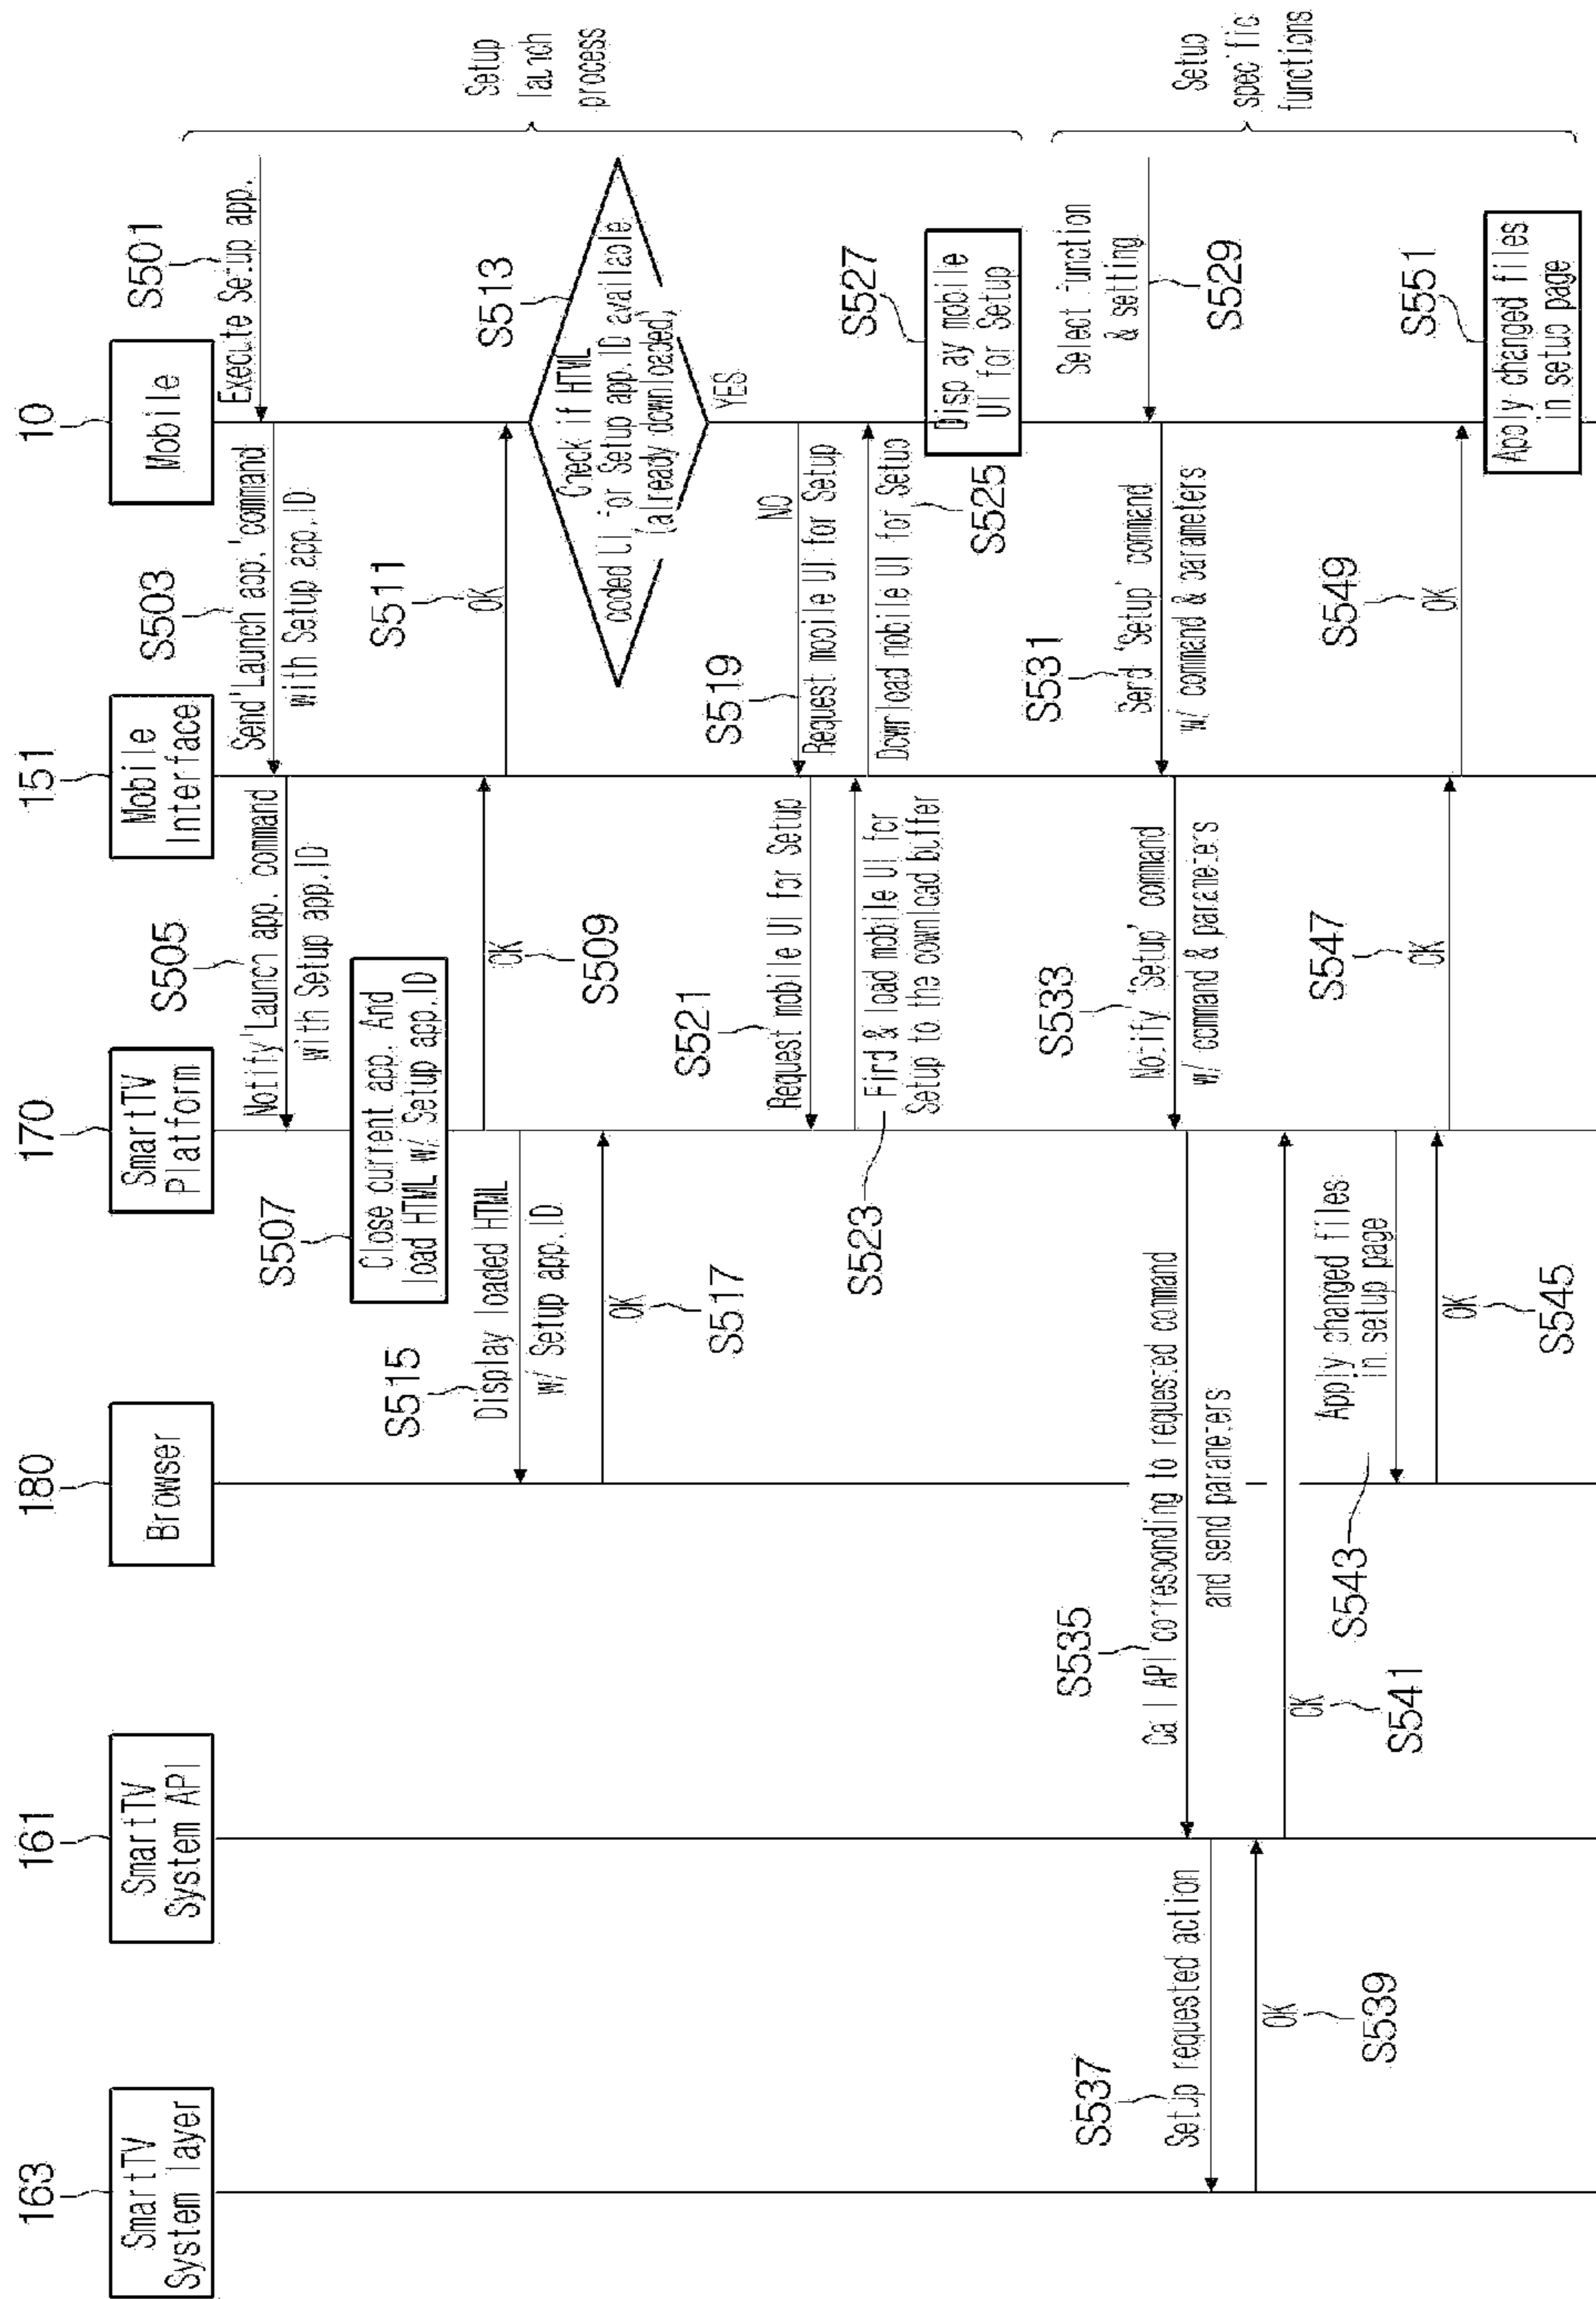 163
SmartTV
System layer
161
SmartTV
System API
180
Browser
170
SmartTV
Platform
151
Mobile
Interface
10
Mobile
S501
Execute Setup app.
S503
Send'Launch app.'command
with Setup app.ID
S505
Notify'Launch app. command
with Setup app.ID
S507
Close current app. And
load HTML w/ Setup app.ID
OK
S509
S511
OK
S513
Check if HTML
coded UI for Setup app.ID available
(already downloaded)
YES
NO
S515
Display loaded HTML
w/ Setup app.ID
OK
S517
S519
Request mobile UI for Setup
S521
Request mobile UI for Setup
S523
Find & load mobile UI for
Setup to the download buffer
Download mobile UI for Setup
S525
S527
Display mobile
UI for Setup
Setup
launch
process
Select function
& setting
S529
S531
Send 'Setup' command
w/ command & parameters
S533
Notify 'Setup' command
w/ command & parameters
S535
Call API corresponding to requested command
and send parameters
S537
Setup requested action
OK
S539
OK
S541
Apply changed files
in setup page
S543
OK
S545
S547
OK
S549
OK
S551
Apply changed files
in setup page
Setup
specific
functions